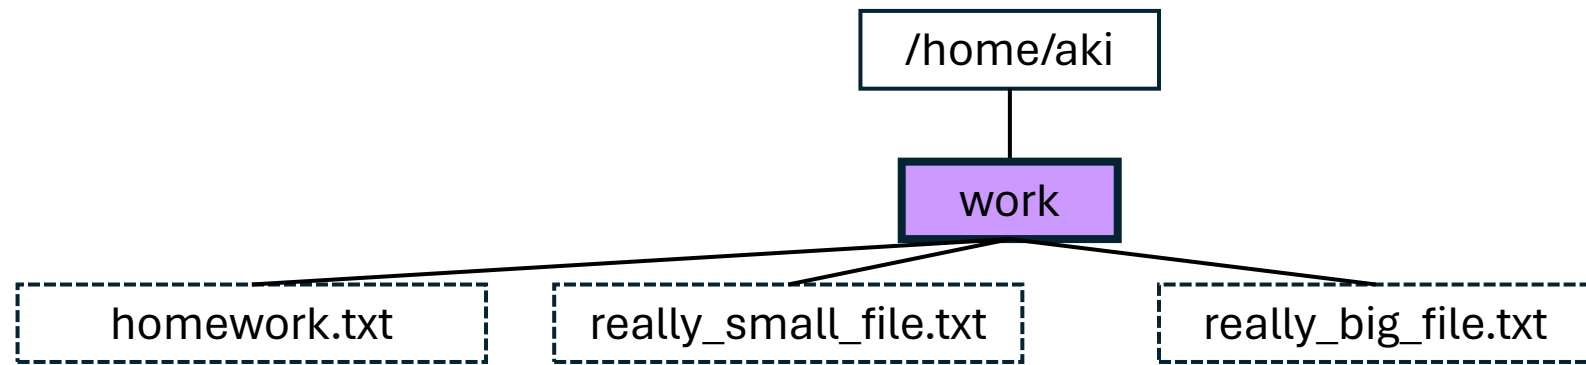 /home/aki
work
homework.txt
really_small_file.txt
really_big_file.txt